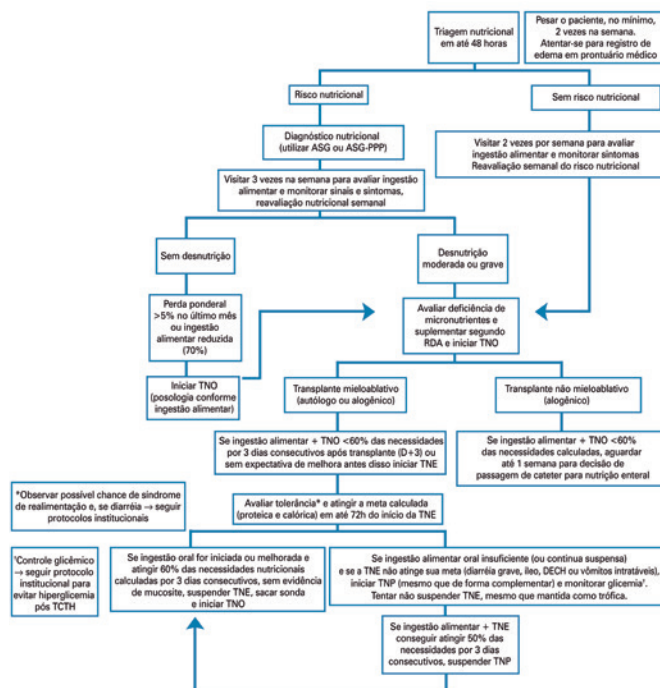 Triagem nutricional
em até 48 horas
Pesar o paciente, no mínimo,
2 vezes na semana.
Atentar-se para registro de
edema em prontuário médico
Risco nutricional
Sem risco nutricional
Diagnóstico nutricional
(utilizar ASG ou ASG-PPP)
Visitar 2 vezes por semana para avaliar
ingestão alimentar e monitorar sintomas
Reavaliação semanal do risco nutricional
Visitar 3 vezes na semana para avaliar ingestão
alimentar e monitorar sinais e sintomas,
reavaliação nutricional semanal
Sem desnutrição
Desnutrição
moderada ou grave
Perda ponderal
>5% no último mês
ou ingestão
alimentar reduzida
(70%)
Avaliar deficiência de
micronutrientes e
suplementar segundo
RDA e iniciar TNO
Iniciar TNO
(posologia conforme
ingestão alimentar)
Transplante mieloablativo
(autólogo ou alogênico)
Transplante não mieloablativo
(alogênico)
Se ingestão alimentar + TNO <60% das necessidades
por 3 dias consecutivos após transplante (D+3) ou
sem expectativa de melhora antes disso iniciar TNE
Se ingestão alimentar + TNO <60%
das necessidades calculadas, aguardar
até 1 semana para decisão de
passagem de cateter para nutrição enteral
*Observar possível chance de síndrome
de realimentação e, se diarréia → seguir
protocolos institucionais
Avaliar tolerância* e atingir a meta calculada
(proteica e calórica) em até 72h do início da TNE
'Controle glicêmico
→ seguir protocolo
institucional para
evitar hiperglicemia
pós TCTH
Se ingestão oral for iniciada ou melhorada e
atingir 60% das necessidades nutricionais
calculadas por 3 dias consecutivos, sem evidência
de mucosite, suspender TNE, sacar sonda
e iniciar TNO
Se ingestão alimentar oral insuficiente (ou continua suspensa)
e se a TNE não atinge sua meta (diarréia grave, íleo, DECH ou vômitos intratáveis),
iniciar TNP (mesmo que de forma complementar) e monitorar glicemia'.
Tentar não suspender TNE, mesmo que mantida como trófica.
Se ingestão alimentar + TNE
conseguir atingir 50% das
necessidades por 3 dias
consecutivos, suspender TNP